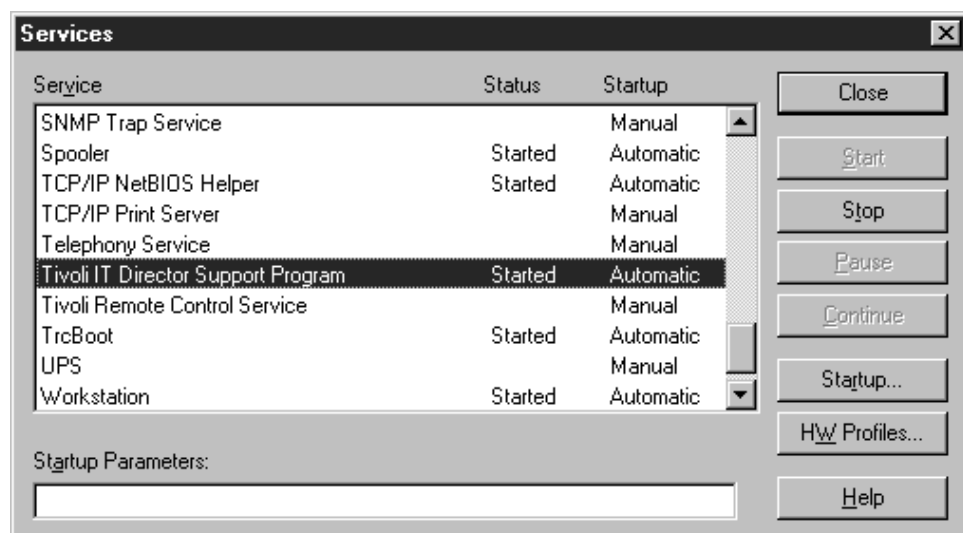 Services
Service Status Startup
SNMP Trap Service Manual
Spooler Started Automatic
TCP/IP NetBIOS Helper Started Automatic
TCP/IP Print Server Manual
Telephony Service Manual
Tivoli IT Director Support Program Started Automatic
Tivoli Remote Control Service Manual
TrcBoot Started Automatic
UPS Manual
Workstation Started Automatic
Startup Parameters:
Close
Start
Stop
Pause
Continue
Startup...
HW Profiles...
Help